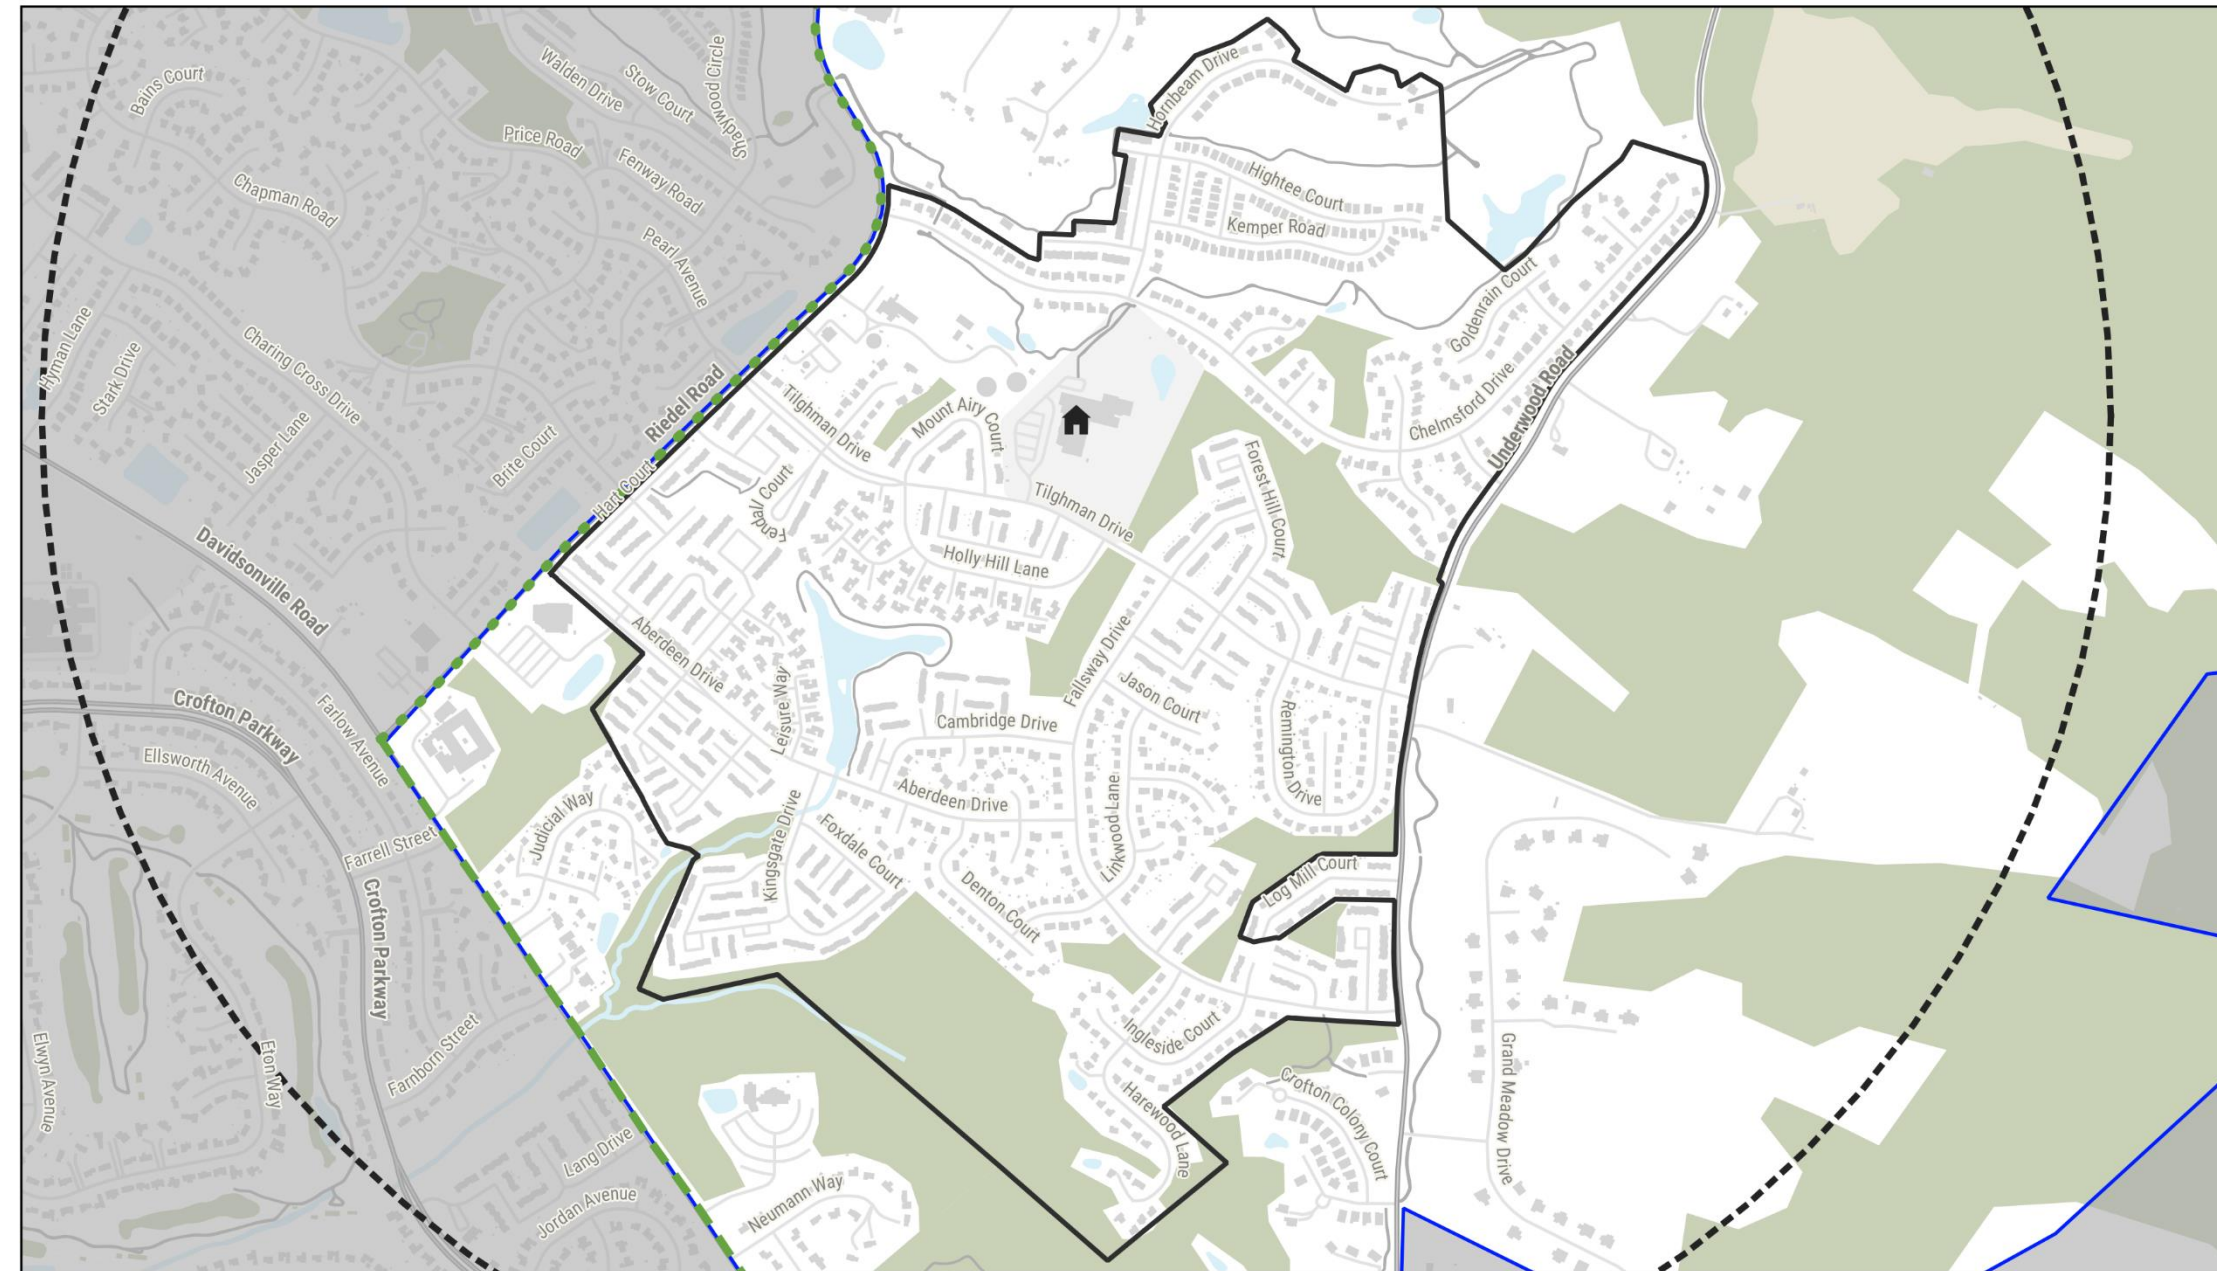 Bains Court
Walden Drive
Stow Court
Shadywood Circle
Hornbeam Drive
Price Road
Fenway Road
Chapman Road
Hightee Court
Kemper Road
Pearl Avenue
Goldenrain Court
Hyman Lane
Stark Drive
Charing Cross Drive
Riedel Road
Tilghman Drive
Mount Airy Court
Chelmsford Drive
Underwood Road
Jasper Lane
Brite Court
Hart Court
Fendall Court
Forest Hill Court
Tilghman Drive
Davidsonville Road
Holly Hill Lane
Aberdeen Drive
Fallsway Drive
Leisure Way
Jason Court
Crofton Parkway
Farlow Avenue
Cambridge Drive
Remington Drive
Ellsworth Avenue
Aberdeen Drive
Judicial Way
Kingsgate Drive
Foxdale Court
Linkwood Lane
Farrell Street
Log Mill Court
Denton Court
Crofton Parkway
Ingleside Court
Elwyn Avenue
Eton Way
Farnborn Street
Harewood Lane
Crofton Colony Court
Grand Meadow Drive
Lang Drive
Jordan Avenue
Neumann Way